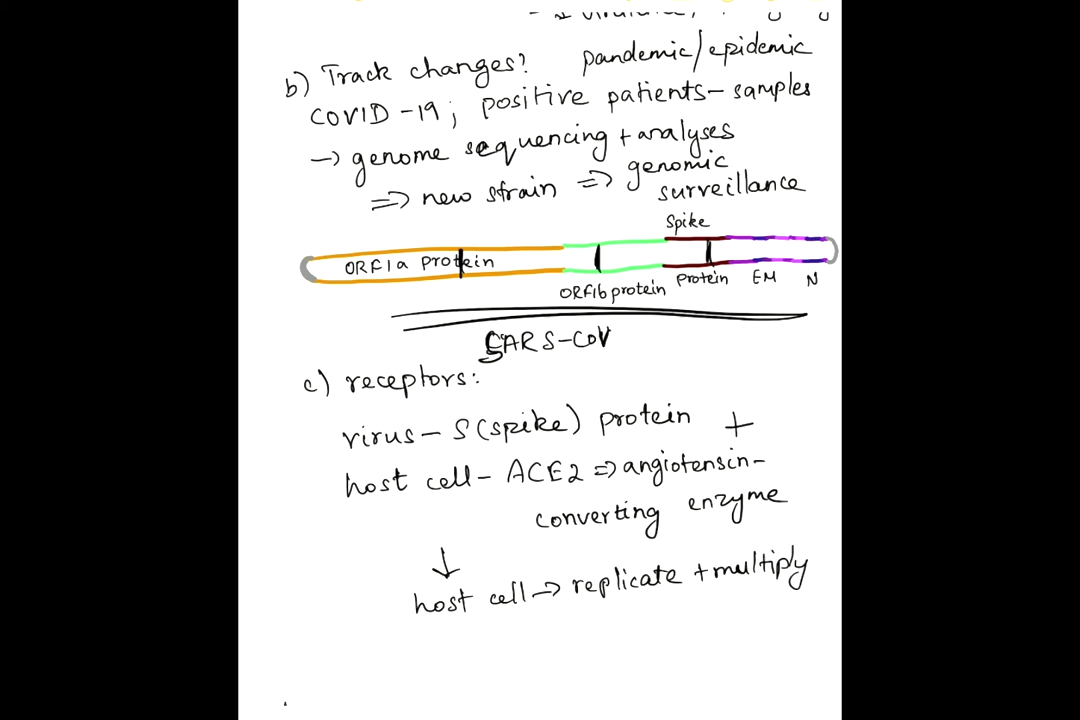 b) Track changes? pandemic/epidemic
COVID-19; positive patients- samples
→ genome sequencing + analyses
⇒ new strain ⇒ genomic
surveillance
Spike
ORF1a protein
ORF1b protein Protein EM N
SARS-COV
c) receptors:
virus- S(spike) protein +
host cell- ACE2 ⇒ angiotensin-
converting enzyme
↓
host cell → replicate + multiply